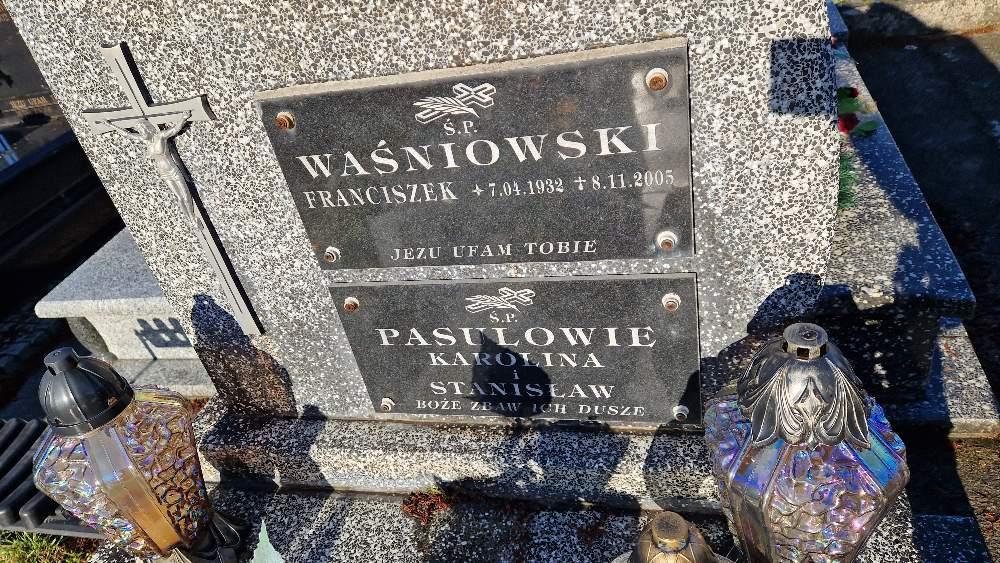 Ś.P.
WAŚNIOWSKI
FRANCISZEK ✶ 7.04.1932 ✝ 8.11.2005
JEZU UFAM TOBIE
Ś.P.
PASUŁOWIE
KAROLINA
i
STANISŁAW
BOŻE ZBAW ICH DUSZE